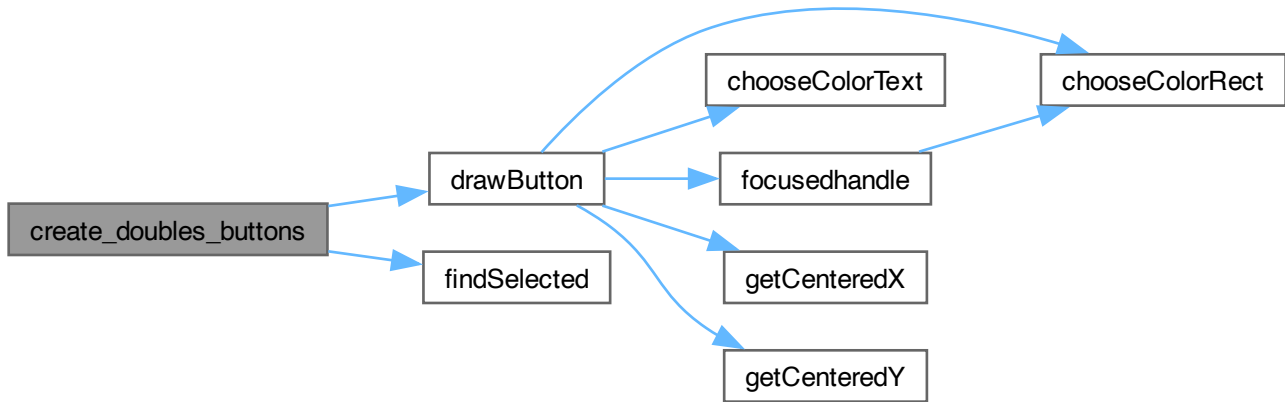 create_doubles_buttons
drawButton
findSelected
chooseColorText
focusedhandle
getCenteredX
getCenteredY
chooseColorRect